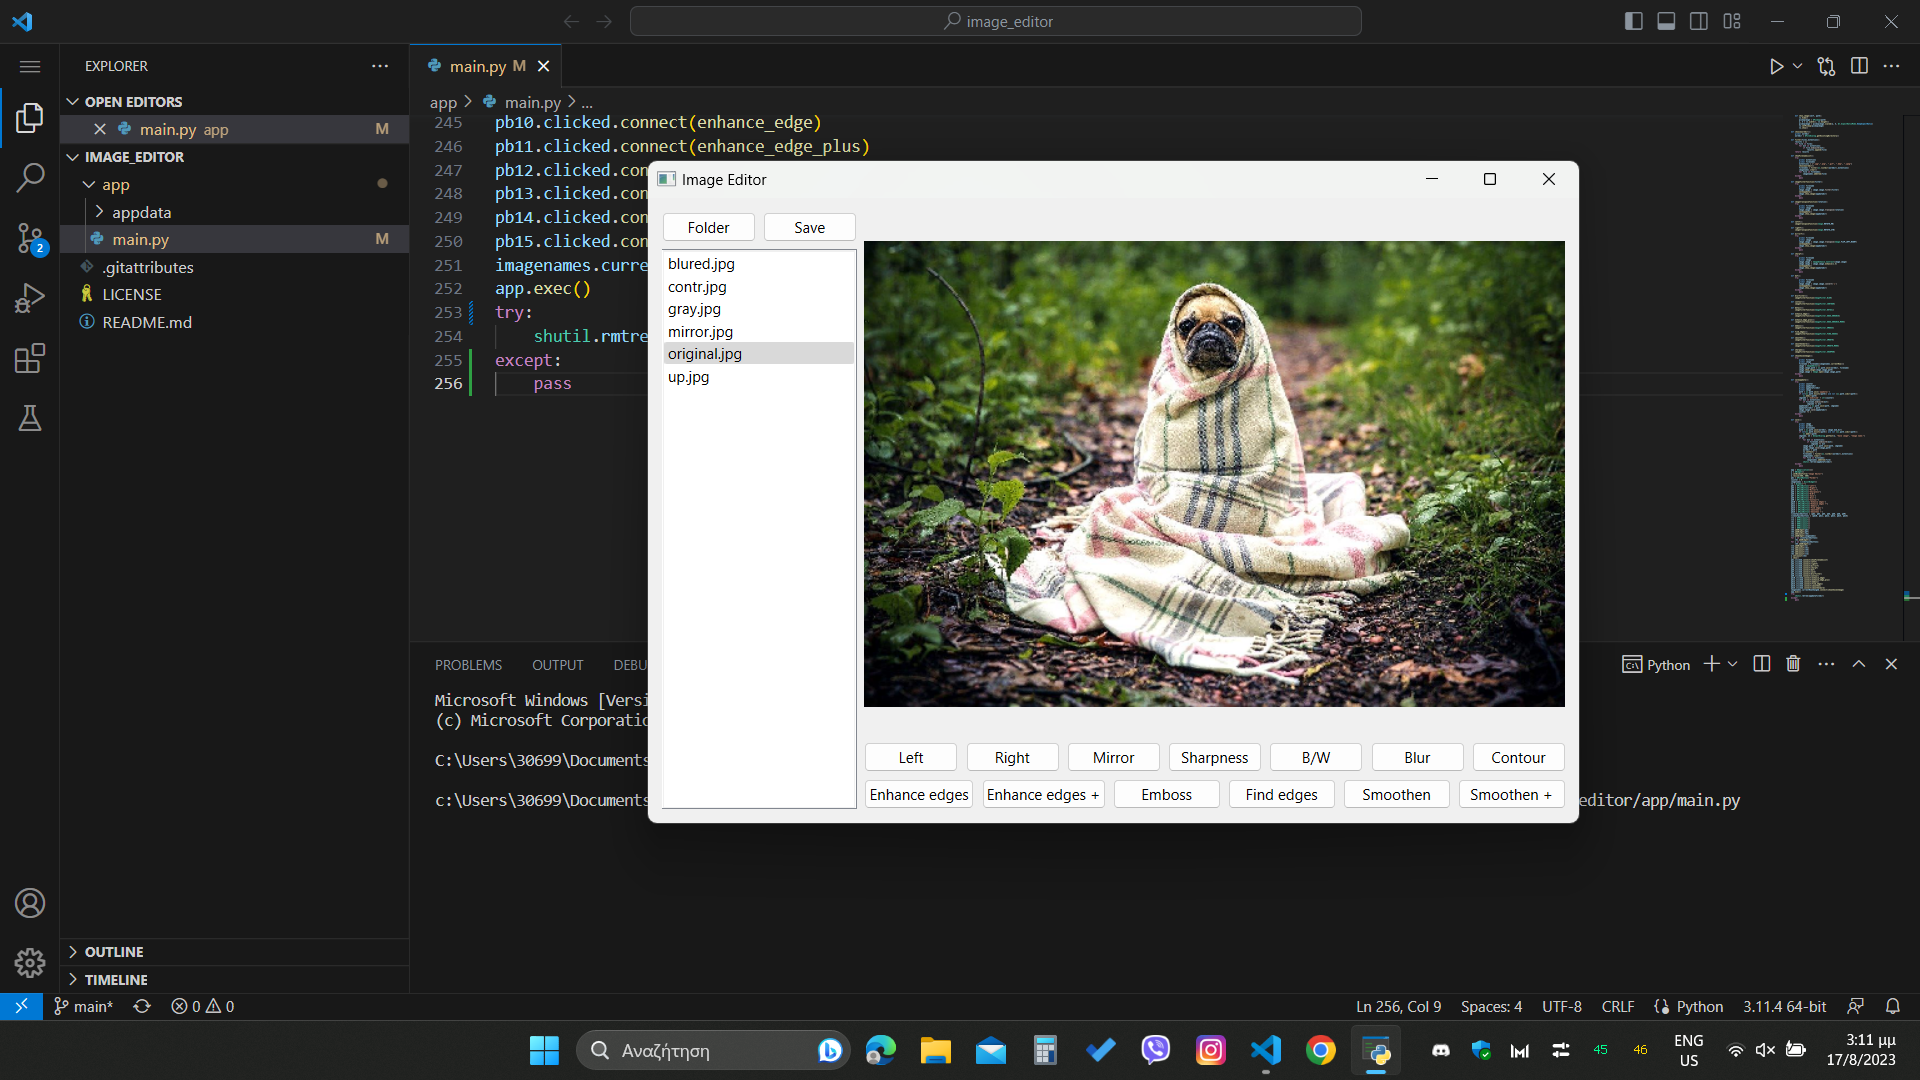 image_editor
EXPLORER
OPEN EDITORS
main.py app M
IMAGE_EDITOR
app
appdata
main.py M
.gitattributes
LICENSE
README.md
OUTLINE
TIMELINE
main.py M
app > main.py > ...
245 pb10.clicked.connect(enhance_edge)
246 pb11.clicked.connect(enhance_edge_plus)
247 pb12.clicked.con
248 pb13.clicked.con
249 pb14.clicked.con
250 pb15.clicked.con
251 imagenames.curre
252 app.exec()
253 try:
254 shutil.rmtre
255 except:
256 pass
Image Editor
Folder Save
blured.jpg
contr.jpg
gray.jpg
mirror.jpg
original.jpg
up.jpg
Left Right Mirror Sharpness B/W Blur Contour
Enhance edges Enhance edges + Emboss Find edges Smoothen Smoothen +
PROBLEMS OUTPUT DEBU
Python
Microsoft Windows [Versi
(c) Microsoft Corporatio
C:\Users\30699\Documents
c:\Users\30699\Documents editor/app/main.py
2
main* 0 0 Ln 256, Col 9 Spaces: 4 UTF-8 CRLF Python 3.11.4 64-bit
Αναζήτηση 45 46 ENG 3:11 μμ
US 17/8/2023